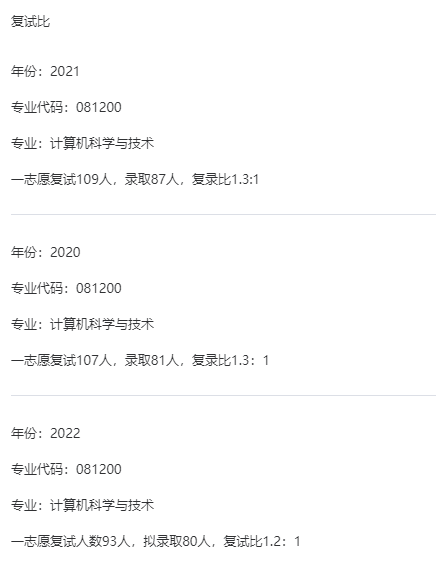 复试比
年份：2021
专业代码：081200
专业：计算机科学与技术
一志愿复试109人，录取87人，复录比1.3:1
年份：2020
专业代码：081200
专业：计算机科学与技术
一志愿复试107人，录取81人，复录比1.3：1
年份：2022
专业代码：081200
专业：计算机科学与技术
一志愿复试人数93人，拟录取80人，复试比1.2：1